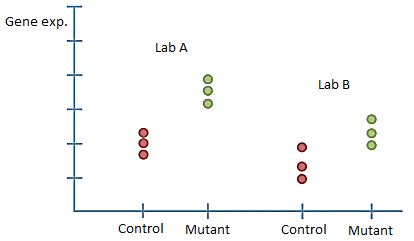 Gene exp.
Lab A
Lab B
Control
Mutant
Control
Mutant